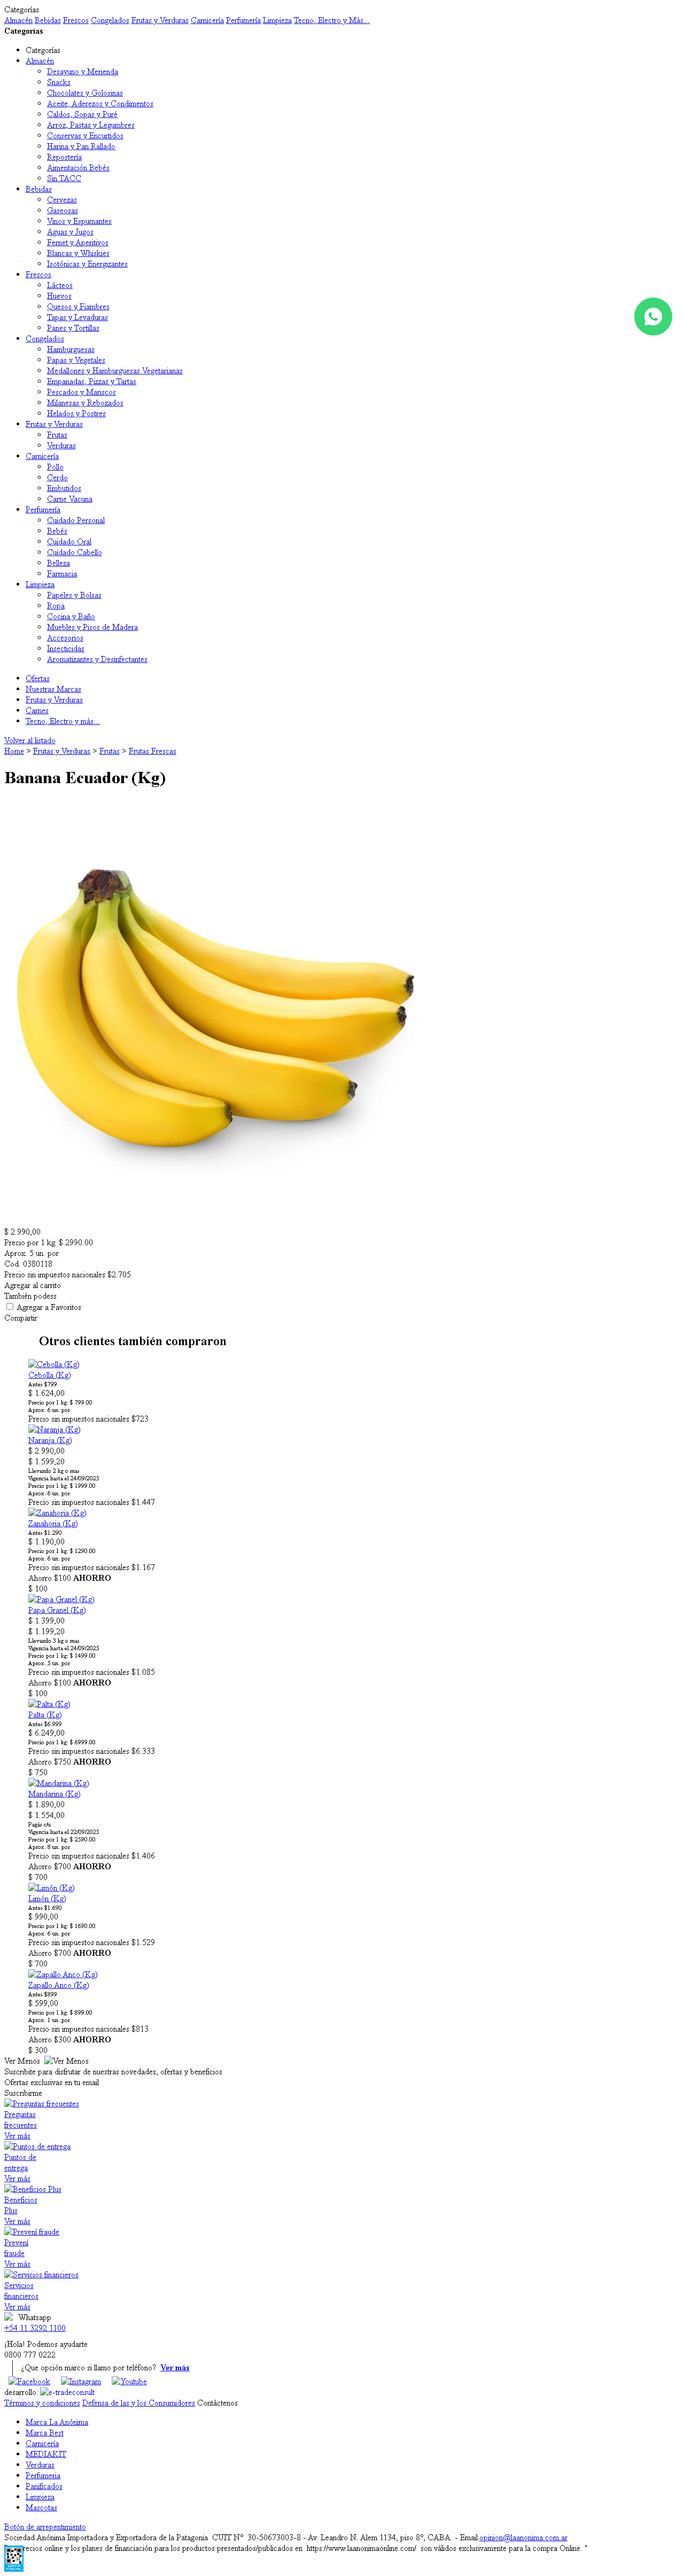 Categorías
Almacén Bebidas Frescos Congelados Frutas y Verduras Carnicería Perfumería Limpieza Tecno, Electro y Más...
Categorías
Categorías
Almacén
Desayuno y Merienda
Snacks
Chocolates y Golosinas
Aceite, Aderezos y Condimentos
Caldos, Sopas y Puré
Arroz, Pastas y Legumbres
Conservas y Encurtidos
Harina y Pan Rallado
Repostería
Aimentación Bebés
Sin TACC
Bebidas
Cervezas
Gaseosas
Vinos y Espumantes
Aguas y Jugos
Fernet y Aperitivos
Blancas y Whiskies
Isotónicas y Energizantes
Frescos
Lácteos
Huevos
Quesos y Fiambres
Tapas y Levaduras
Panes y Tortillas
Congelados
Hamburguesas
Papas y Vegetales
Medallones y Hamburguesas Vegetarianas
Empanadas, Pizzas y Tartas
Pescados y Mariscos
Milanesas y Rebozados
Helados y Postres
Frutas y Verduras
Frutas
Verduras
Carnicería
Pollo
Cerdo
Embutidos
Carne Vacuna
Perfumería
Cuidado Personal
Bebés
Cuidado Oral
Cuidado Cabello
Belleza
Farmacia
Limpieza
Papeles y Bolsas
Ropa
Cocina y Baño
Muebles y Pisos de Madera
Accesorios
Insecticidas
Aromatizantes y Desinfectantes
Ofertas
Nuestras Marcas
Frutas y Verduras
Carnes
Tecno, Electro y más...
Volver al listado
Home > Frutas y Verduras > Frutas > Frutas Frescas
Banana Ecuador (Kg)
$ 2.990,00
Precio por 1 kg: $ 2990.00
Aprox. 5 un. por
Cod. 0380118
Precio sin impuestos nacionales $2.705
Agregar al carrito
También podess
Agregar a Favoritos
Compartir
Otros clientes también compraron
Cebolla (Kg)
Cebolla (Kg)
Antes $799
$ 1.624,00
Precio por 1 kg: $ 799.00
Aprox. 6 un. por
Precio sin impuestos nacionales $723
Naranja (Kg)
Naranja (Kg)
$ 2.990,00
$ 1.599,20
Llevando 2 kg o mas
Vigencia hasta el 24/09/2025
Precio por 1 kg: $ 1999.00
Aprox. 6 un. por
Precio sin impuestos nacionales $1.447
Zanahoria (Kg)
Zanahoria (Kg)
Antes $1.290
$ 1.190,00
Precio por 1 kg: $ 1290.00
Aprox. 6 un. por
Precio sin impuestos nacionales $1.167
Ahorro $100 AHORRO
$ 100
Papa Granel (Kg)
Papa Granel (Kg)
$ 1.399,00
$ 1.199,20
Llevando 3 kg o mas
Vigencia hasta el 24/09/2025
Precio por 1 kg: $ 1499.00
Aprox. 5 un. por
Precio sin impuestos nacionales $1.085
Ahorro $100 AHORRO
$ 100
Palta (Kg)
Palta (Kg)
Antes $6.999
$ 6.249,00
Precio por 1 kg: $ 6999.00
Precio sin impuestos nacionales $6.333
Ahorro $750 AHORRO
$ 750
Mandarina (Kg)
Mandarina (Kg)
$ 1.890,00
$ 1.554,00
Pagás c/u
Vigencia hasta el 22/09/2025
Precio por 1 kg: $ 2590.00
Aprox. 8 un. por
Precio sin impuestos nacionales $1.406
Ahorro $700 AHORRO
$ 700
Limón (Kg)
Limón (Kg)
Antes $1.690
$ 990,00
Precio por 1 kg: $ 1690.00
Aprox. 6 un. por
Precio sin impuestos nacionales $1.529
Ahorro $700 AHORRO
$ 700
Zapallo Anco (Kg)
Zapallo Anco (Kg)
Antes $899
$ 599,00
Precio por 1 kg: $ 899.00
Aprox. 1 un. por
Precio sin impuestos nacionales $813
Ahorro $300 AHORRO
$ 300
Ver Menos Ver Menos
Suscribite para disfrutar de nuestras novedades, ofertas y beneficios
Ofertas exclusivas en tu email
Suscribirme
Preguntas frecuentes
Preguntas
frecuentes
Ver más
Puntos de entrega
Puntos de
entrega
Ver más
Beneficios Plus
Beneficios
Plus
Ver más
Prevení fraude
Prevení
fraude
Ver más
Servicios financieros
Servicios
financieros
Ver más
Whatsapp
+54 11 3292 1100
¡Hola! Podemos ayudarte
0800 777 0222
¿Que opción marco si llamo por teléfono? Ver más
Facebook Instagram Youtube
desarrollo: e-tradeconsult
Términos y condiciones Defensa de las y los Consumidores Contáctenos
Marca La Anónima
Marca Best
Carnicería
MEDIAKIT
Verduras
Perfumeria
Panificados
Limpieza
Mascotas
Botón de arrepentimiento
Sociedad Anónima Importadora y Exportadora de la Patagonia CUIT Nº 30-50673003-8 - Av. Leandro N. Alem 1134, piso 8º, CABA. - Email:opinion@laanonima.com.ar
precios online y los planes de financiación para los productos presentados/publicados en https://www.laanonimaonline.com/ son válidos exclusivamente para la compra Online. "